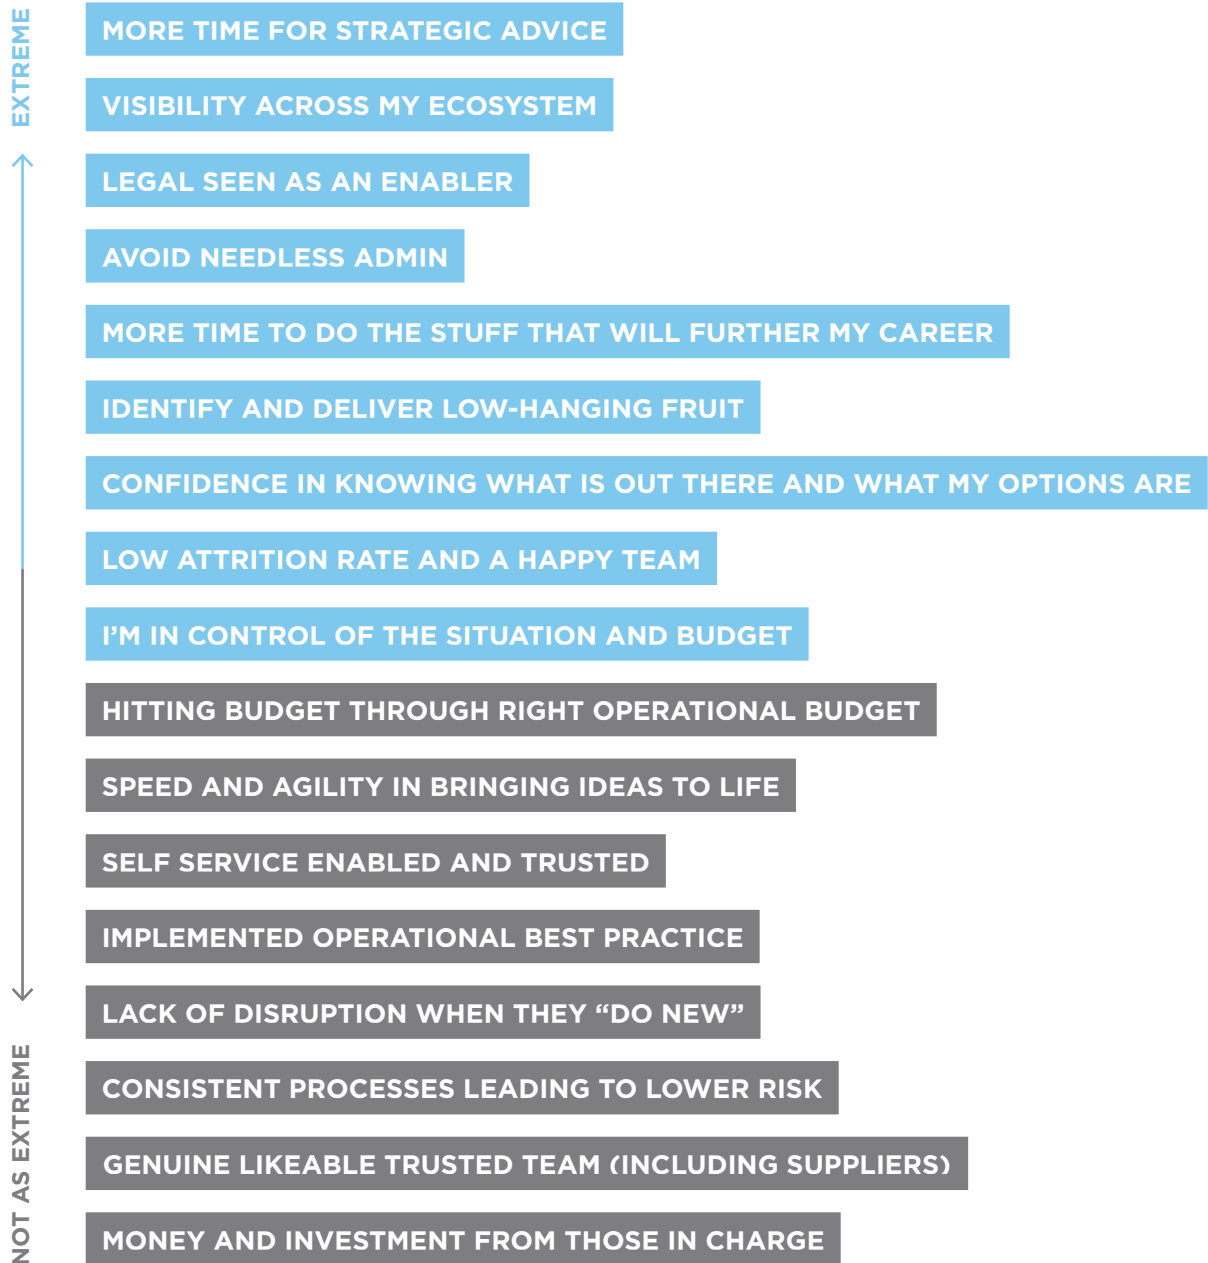 EXTREME
MORE TIME FOR STRATEGIC ADVICE
VISIBILITY ACROSS MY ECOSYSTEM
LEGAL SEEN AS AN ENABLER
AVOID NEEDLESS ADMIN
MORE TIME TO DO THE STUFF THAT WILL FURTHER MY CAREER
IDENTIFY AND DELIVER LOW-HANGING FRUIT
CONFIDENCE IN KNOWING WHAT IS OUT THERE AND WHAT MY OPTIONS ARE
LOW ATTRITION RATE AND A HAPPY TEAM
I’M IN CONTROL OF THE SITUATION AND BUDGET
HITTING BUDGET THROUGH RIGHT OPERATIONAL BUDGET
SPEED AND AGILITY IN BRINGING IDEAS TO LIFE
SELF SERVICE ENABLED AND TRUSTED
IMPLEMENTED OPERATIONAL BEST PRACTICE
LACK OF DISRUPTION WHEN THEY “DO NEW”
CONSISTENT PROCESSES LEADING TO LOWER RISK
GENUINE LIKEABLE TRUSTED TEAM (INCLUDING SUPPLIERS)
MONEY AND INVESTMENT FROM THOSE IN CHARGE
NOT AS EXTREME